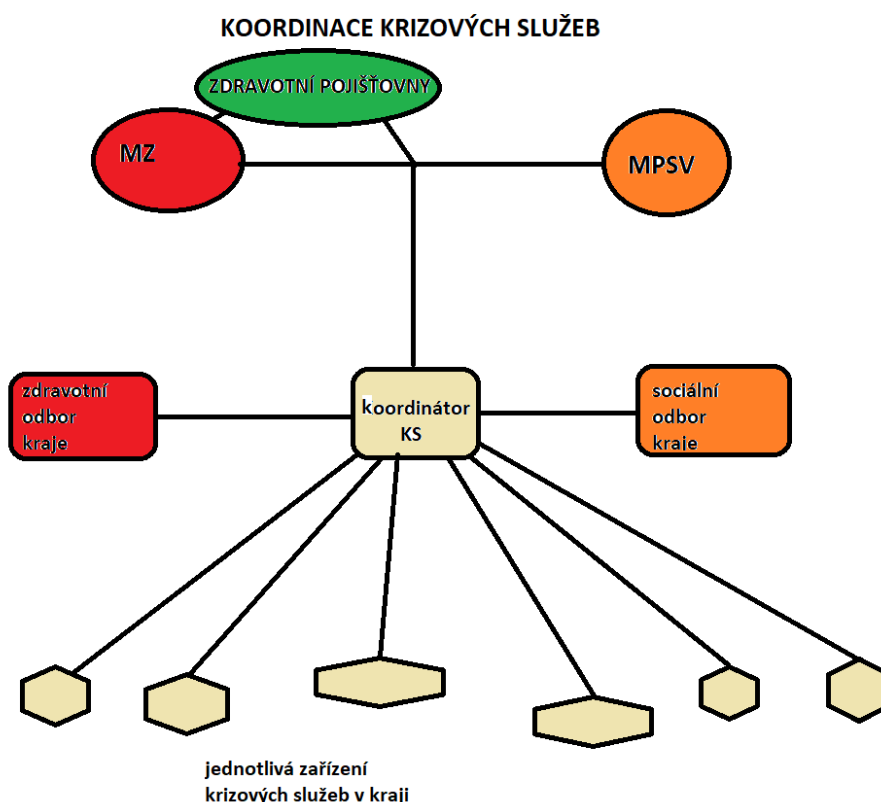 KOORDINACE KRIZOVÝCH SLUŽEB
ZDRAVOTNÍ POJIŠŤOVNY
MZ
MPSV
zdravotní
odbor
kraje
koordinátor
KS
sociální
odbor
kraje
jednotlivá zařízení
krizových služeb v kraji